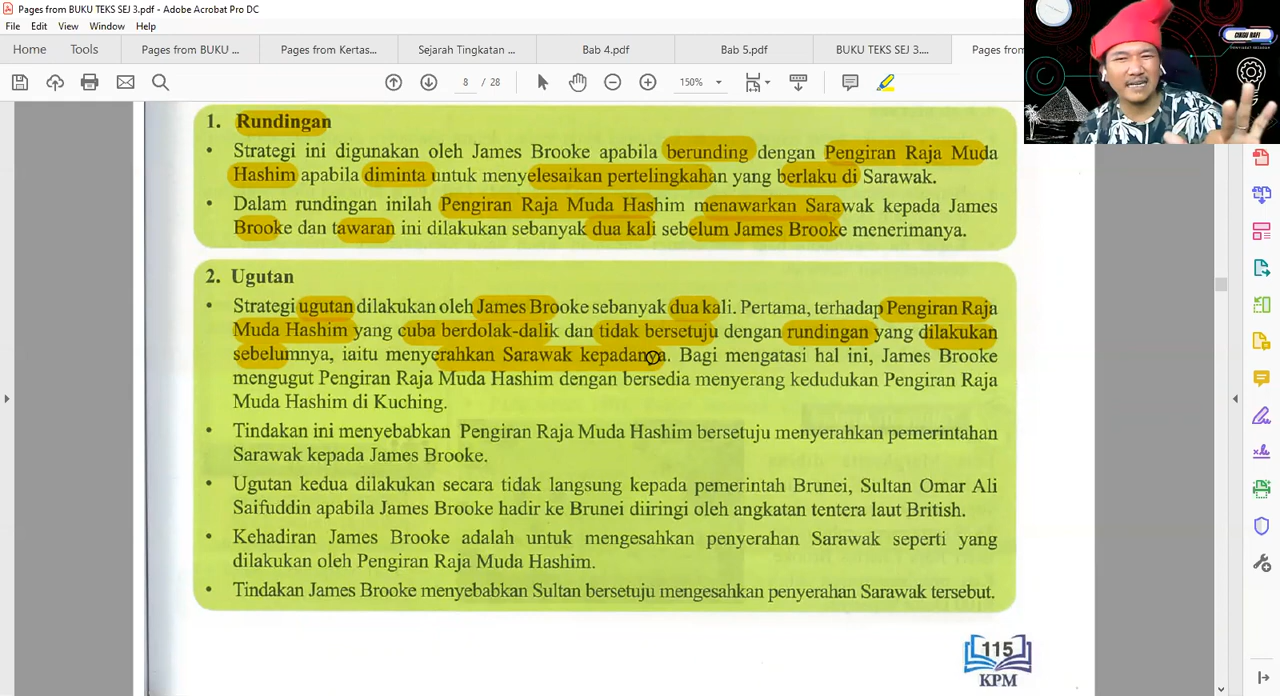 Pages from BUKU TEKS SEJ 3.pdf - Adobe Acrobat Pro DC
File Edit View Window Help
Home Tools Pages from BUKU ... Pages from Kertas... Sejarah Tingkatan ... Bab 4.pdf Bab 5.pdf BUKU TEKS SEJ 3.... Pages from
8 / 28 150%
CIKGU RAFI
1. Rundingan
• Strategi ini digunakan oleh James Brooke apabila berunding dengan Pengiran Raja Muda
Hashim apabila diminta untuk menyelesaikan pertelingkahan yang berlaku di Sarawak.
• Dalam rundingan inilah Pengiran Raja Muda Hashim menawarkan Sarawak kepada James
Brooke dan tawaran ini dilakukan sebanyak dua kali sebelum James Brooke menerimanya.
2. Ugutan
• Strategi ugutan dilakukan oleh James Brooke sebanyak dua kali. Pertama, terhadap Pengiran Raja
Muda Hashim yang cuba berdolak-dalik dan tidak bersetuju dengan rundingan yang dilakukan
sebelumnya, iaitu menyerahkan Sarawak kepadanya. Bagi mengatasi hal ini, James Brooke
mengugut Pengiran Raja Muda Hashim dengan bersedia menyerang kedudukan Pengiran Raja
Muda Hashim di Kuching.
• Tindakan ini menyebabkan Pengiran Raja Muda Hashim bersetuju menyerahkan pemerintahan
Sarawak kepada James Brooke.
• Ugutan kedua dilakukan secara tidak langsung kepada pemerintah Brunei, Sultan Omar Ali
Saifuddin apabila James Brooke hadir ke Brunei diiringi oleh angkatan tentera laut British.
• Kehadiran James Brooke adalah untuk mengesahkan penyerahan Sarawak seperti yang
dilakukan oleh Pengiran Raja Muda Hashim.
• Tindakan James Brooke menyebabkan Sultan bersetuju mengesahkan penyerahan Sarawak tersebut.
115
KPM